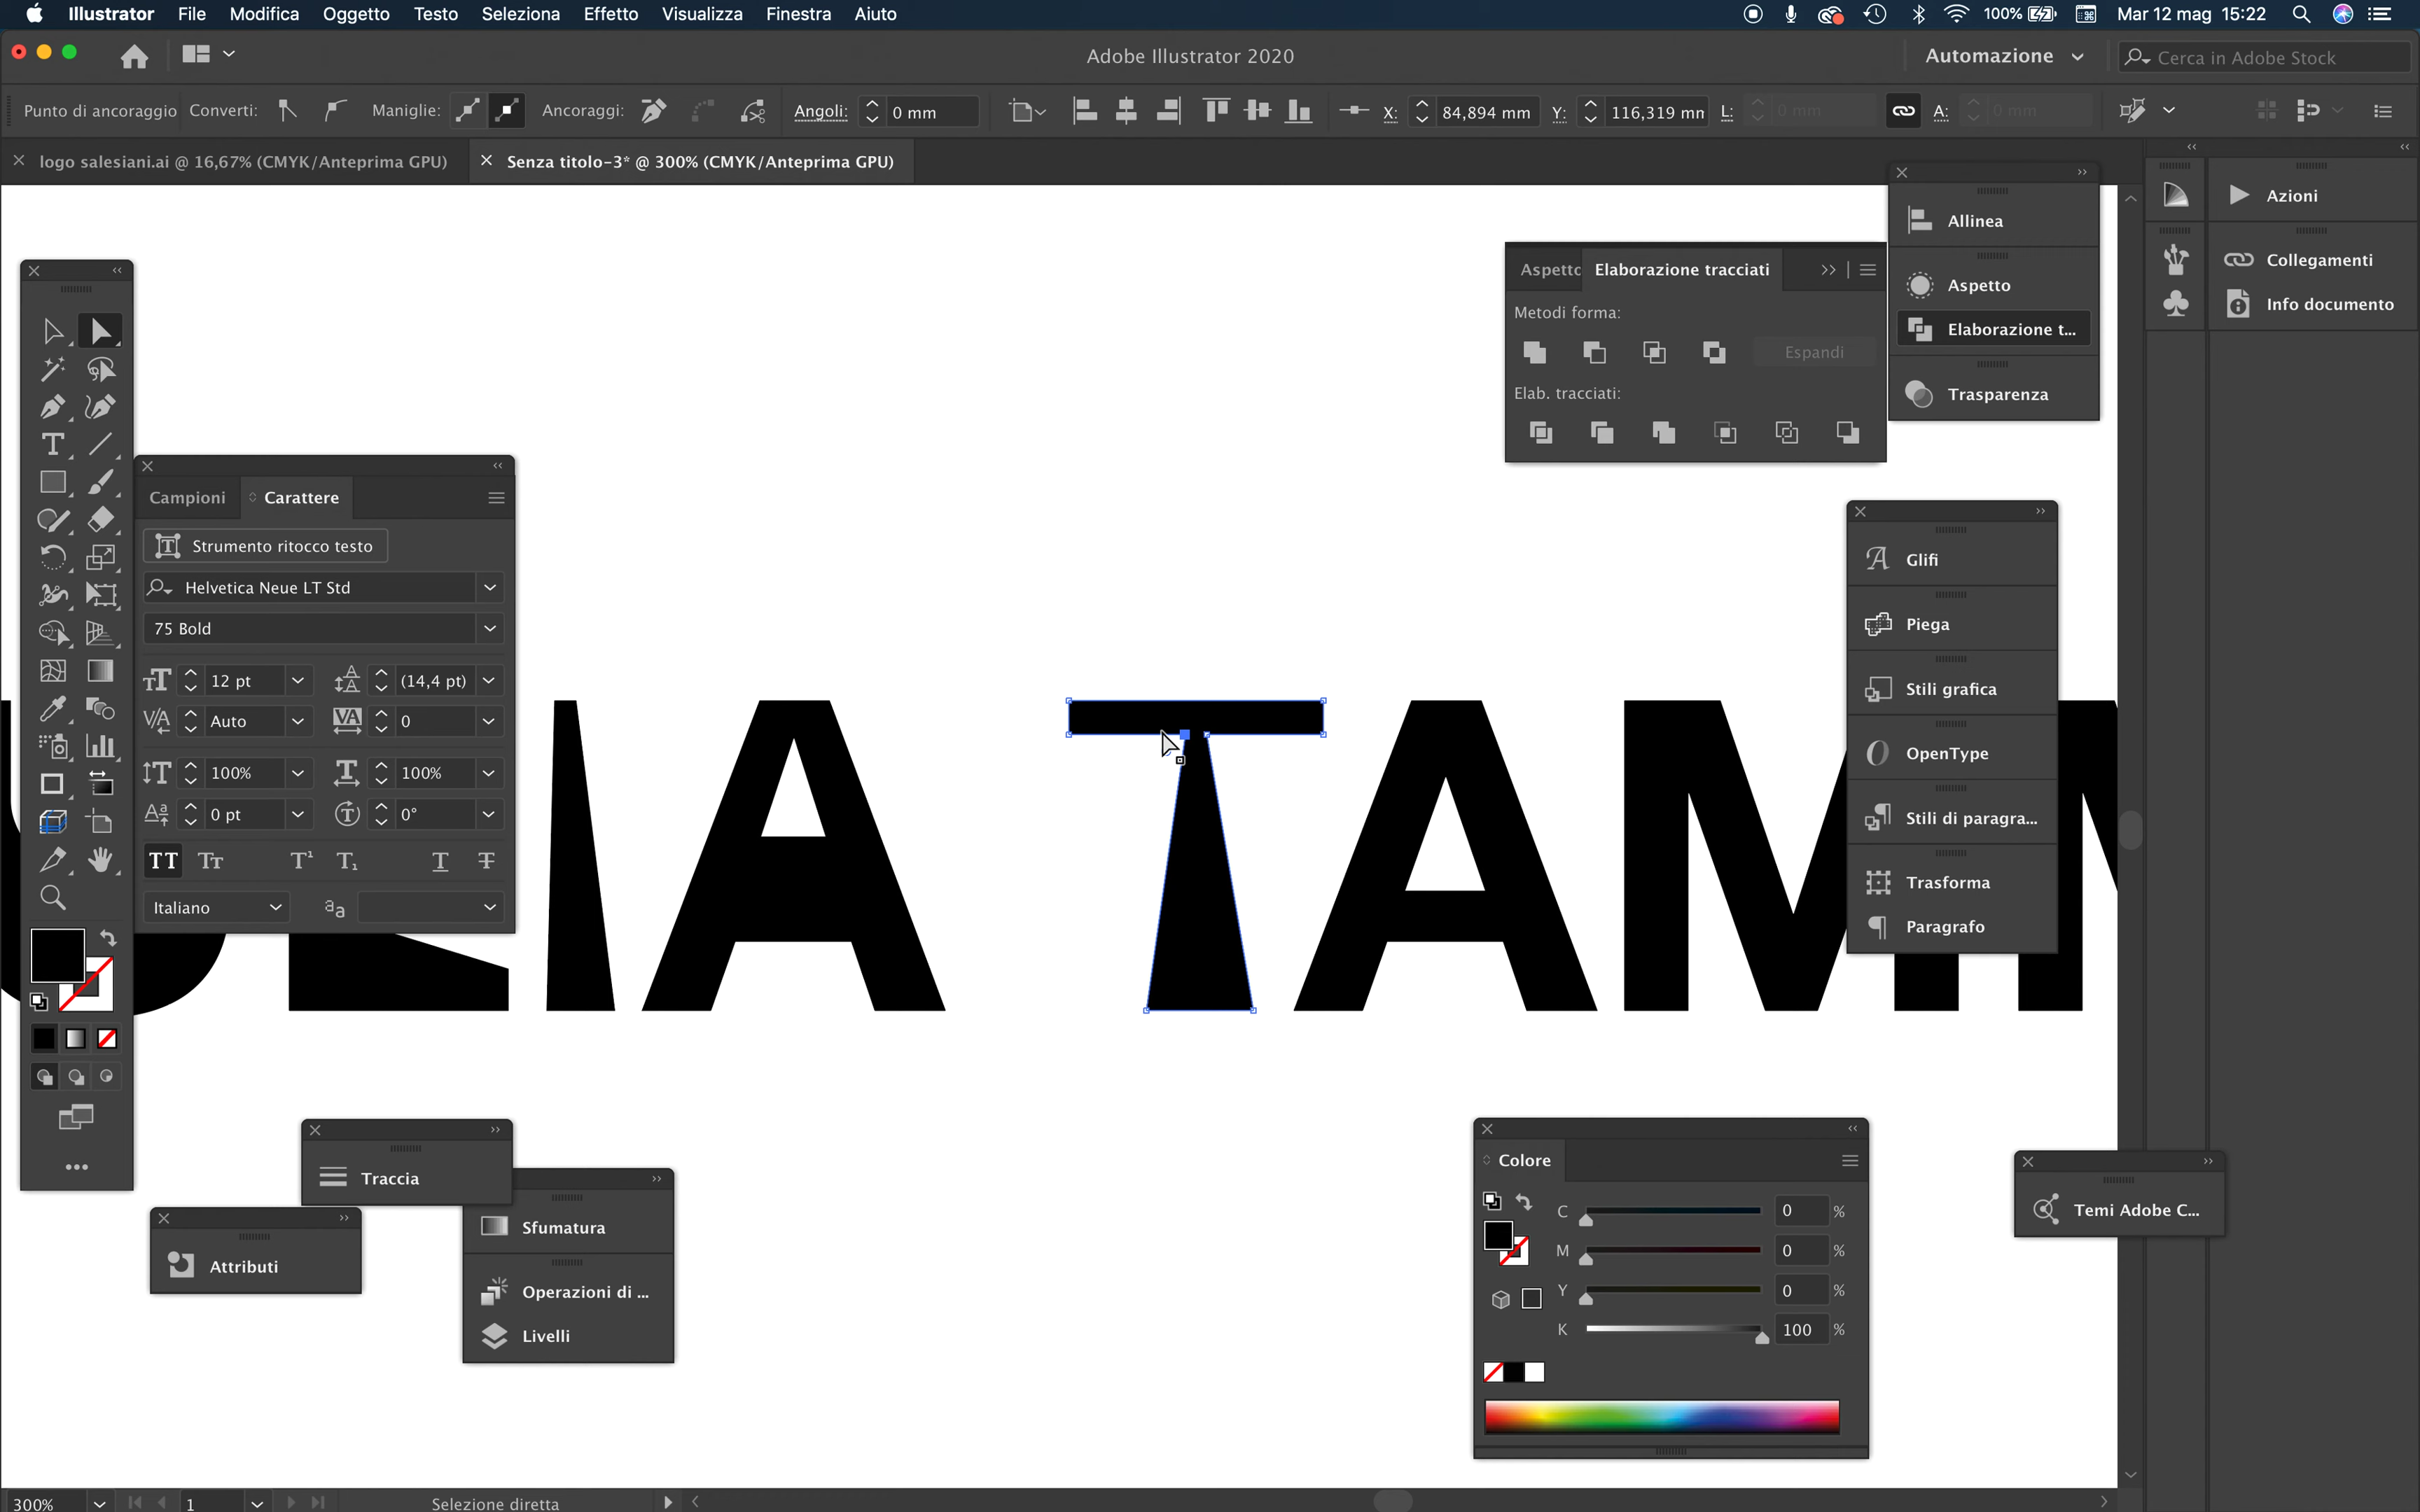 Illustrator File Modifica Oggetto Testo Seleziona Effetto Visualizza Finestra Aiuto 100% Mar 12 mag 15:22
Adobe Illustrator 2020 Automazione Cerca in Adobe Stock
Punto di ancoraggio Converti: Maniglie: Ancoraggi: Angoli: 0 mm X: 84,894 mm Y: 116,319 mm L: 0 mm A: 0 mm
logo salesiani.ai @ 16,67% (CMYK/Anteprima GPU) Senza titolo-3* @ 300% (CMYK/Anteprima GPU)
Azioni
Collegamenti
Info documento
Allinea
Aspetto
Elaborazione t...
Trasparenza
Aspetto Elaborazione tracciati
Metodi forma:
Espandi
Elab. tracciati:
Campioni Carattere
Strumento ritocco testo
Helvetica Neue LT Std
75 Bold
12 pt (14,4 pt)
Auto 0
100% 100%
0 pt 0°
Italiano
IA TAM
Glifi
Piega
Stili grafica
OpenType
Stili di paragra...
Trasforma
Paragrafo
Traccia
Attributi
Sfumatura
Operazioni di ...
Livelli
Colore
C 0 %
M 0 %
Y 0 %
K 100 %
Temi Adobe C...
300% 1 Selezione diretta